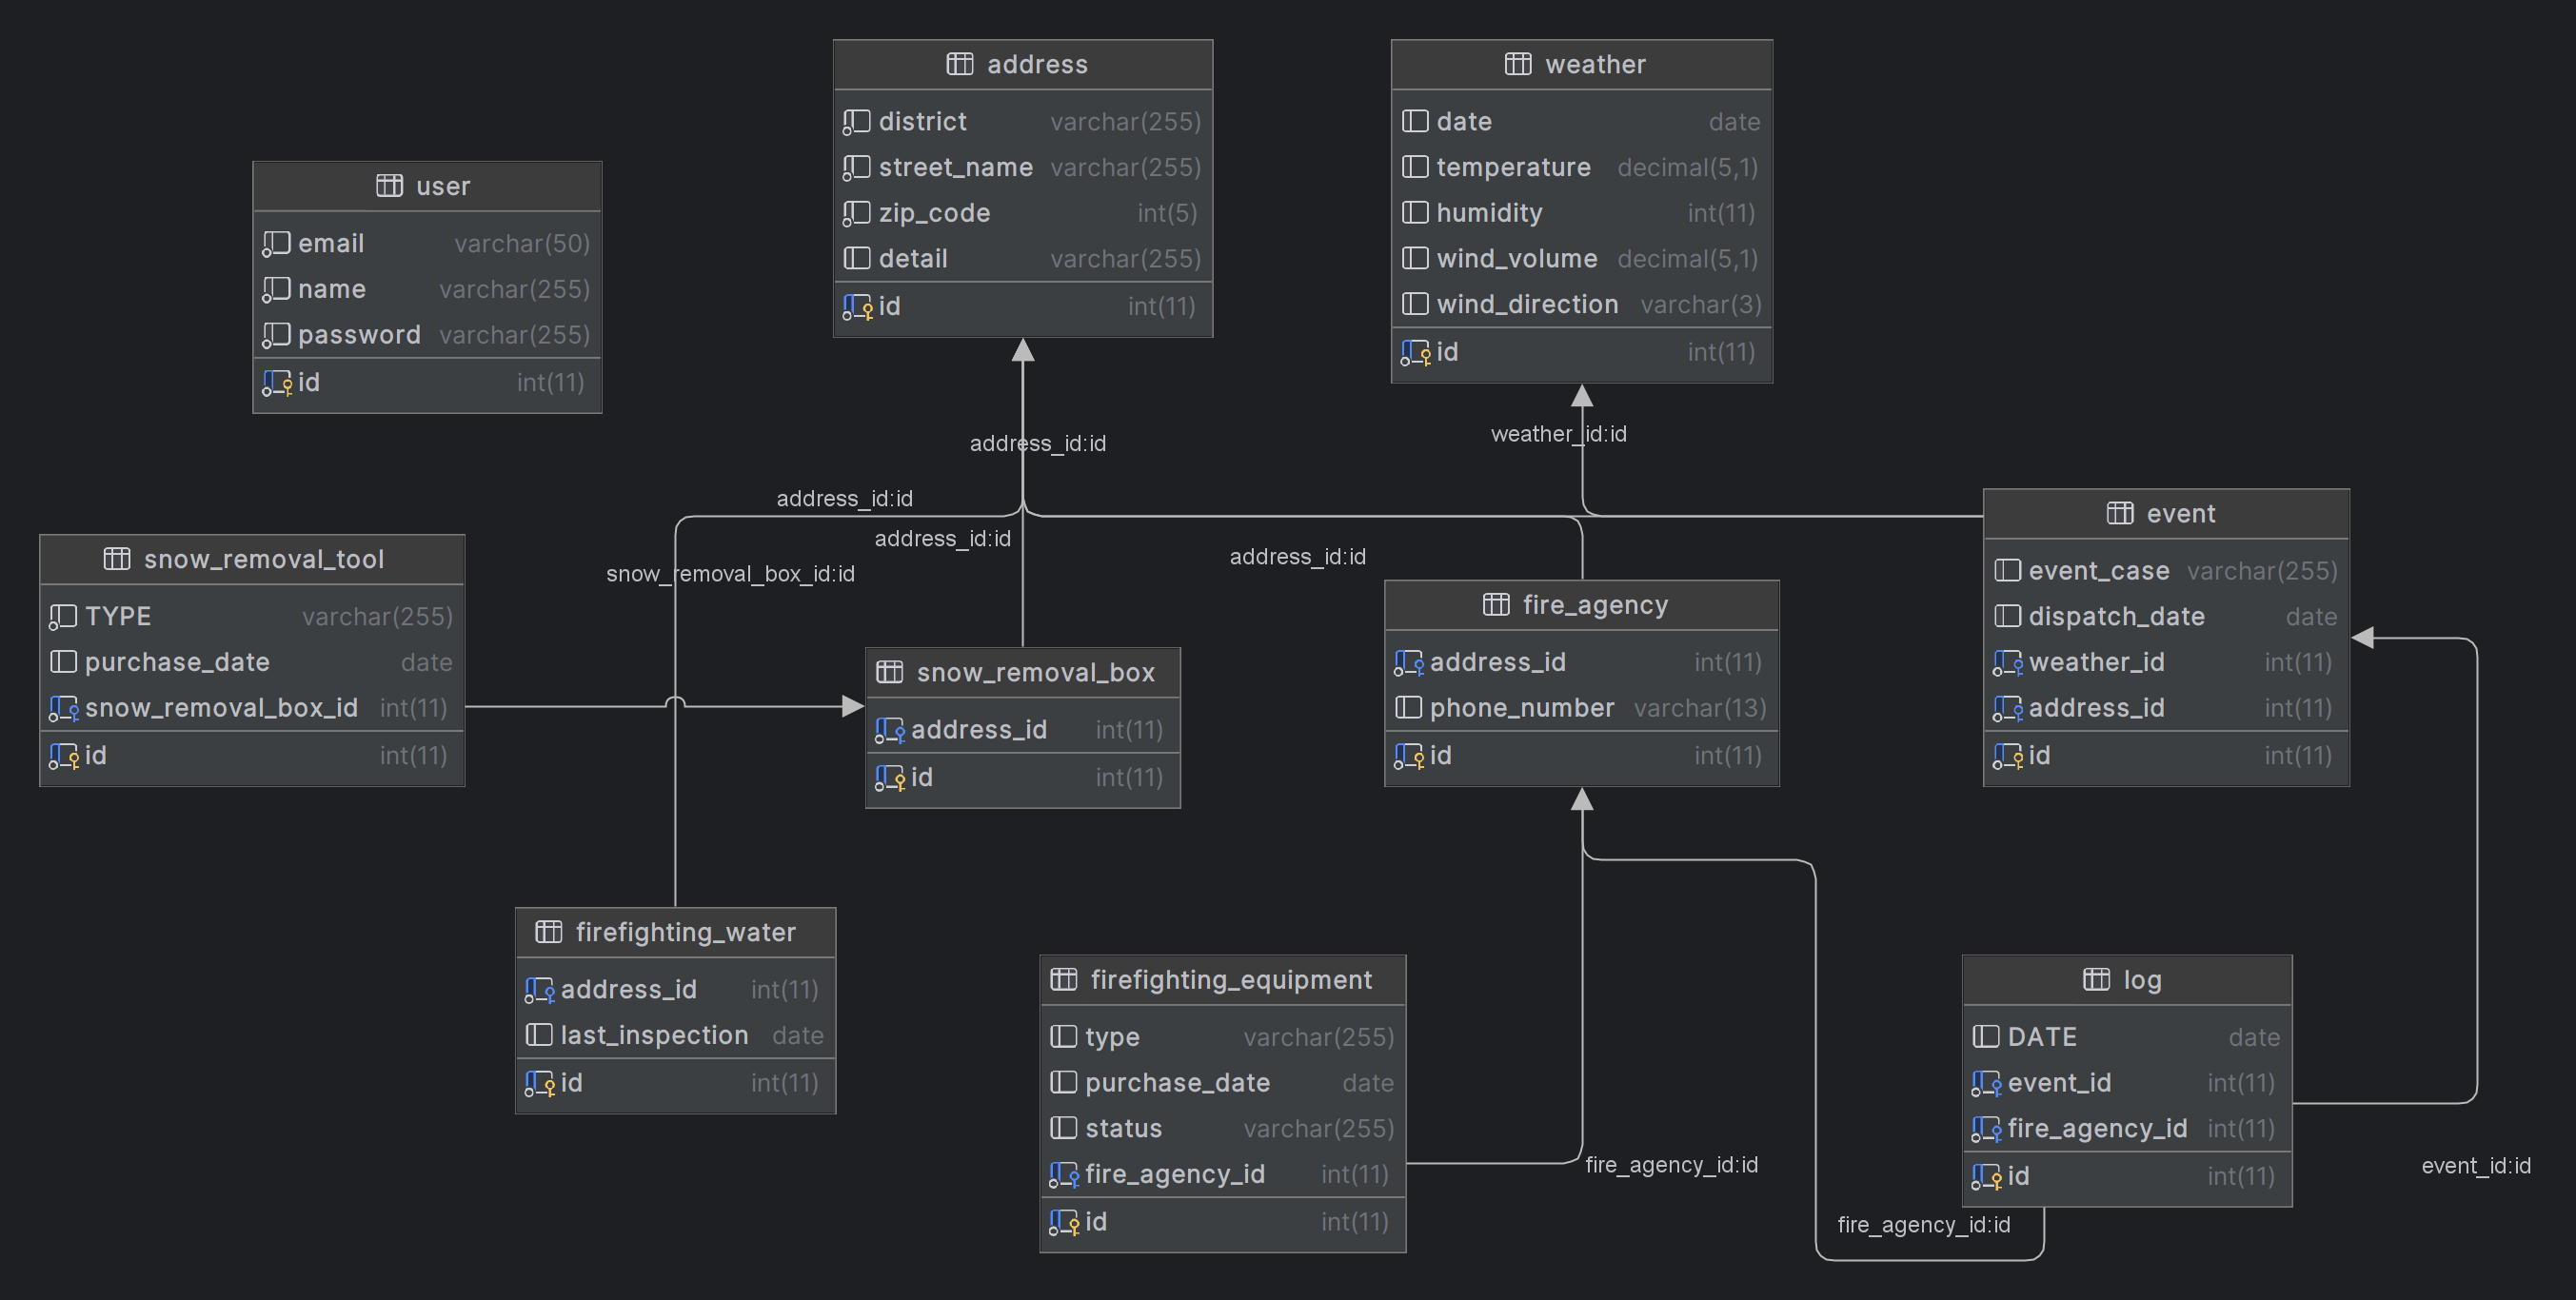 address
district varchar(255)
street_name varchar(255)
zip_code int(5)
detail varchar(255)
id int(11)
weather
date date
temperature decimal(5,1)
humidity int(11)
wind_volume decimal(5,1)
wind_direction varchar(3)
id int(11)
user
email varchar(50)
name varchar(255)
password varchar(255)
id int(11)
address_id:id
weather_id:id
address_id:id
address_id:id
address_id:id
snow_removal_box_id:id
event
event_case varchar(255)
dispatch_date date
weather_id int(11)
address_id int(11)
id int(11)
snow_removal_tool
TYPE varchar(255)
purchase_date date
snow_removal_box_id int(11)
id int(11)
fire_agency
address_id int(11)
phone_number varchar(13)
id int(11)
snow_removal_box
address_id int(11)
id int(11)
firefighting_water
address_id int(11)
last_inspection date
id int(11)
firefighting_equipment
type varchar(255)
purchase_date date
status varchar(255)
fire_agency_id int(11)
id int(11)
fire_agency_id:id
log
DATE date
event_id int(11)
fire_agency_id int(11)
id int(11)
event_id:id
fire_agency_id:id